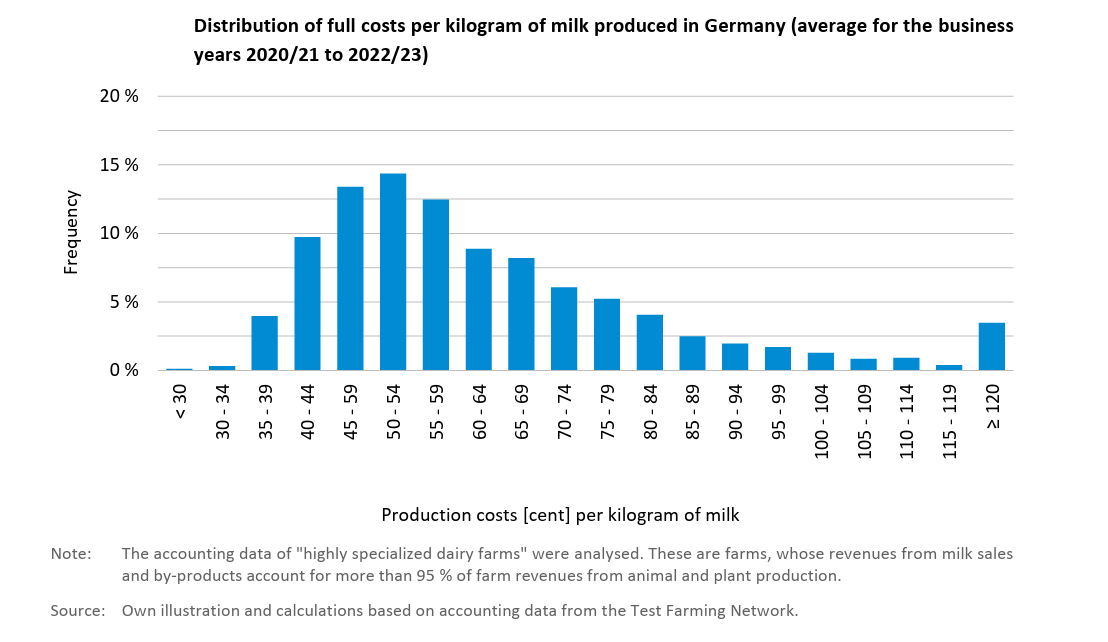 Distribution of full costs per kilogram of milk produced in Germany (average for the business
years 2020/21 to 2022/23)
20 %
15 %
10 %
5 %
0 %
Frequency
< 30
30 - 34
35 - 39
40 - 44
45 - 59
50 - 54
55 - 59
60 - 64
65 - 69
70 - 74
75 - 79
80 - 84
85 - 89
90 - 94
95 - 99
100 - 104
105 - 109
110 - 114
115 - 119
≥ 120
Production costs [cent] per kilogram of milk
Note: The accounting data of "highly specialized dairy farms" were analysed. These are farms, whose revenues from milk sales
and by-products account for more than 95 % of farm revenues from animal and plant production.
Source: Own illustration and calculations based on accounting data from the Test Farming Network.